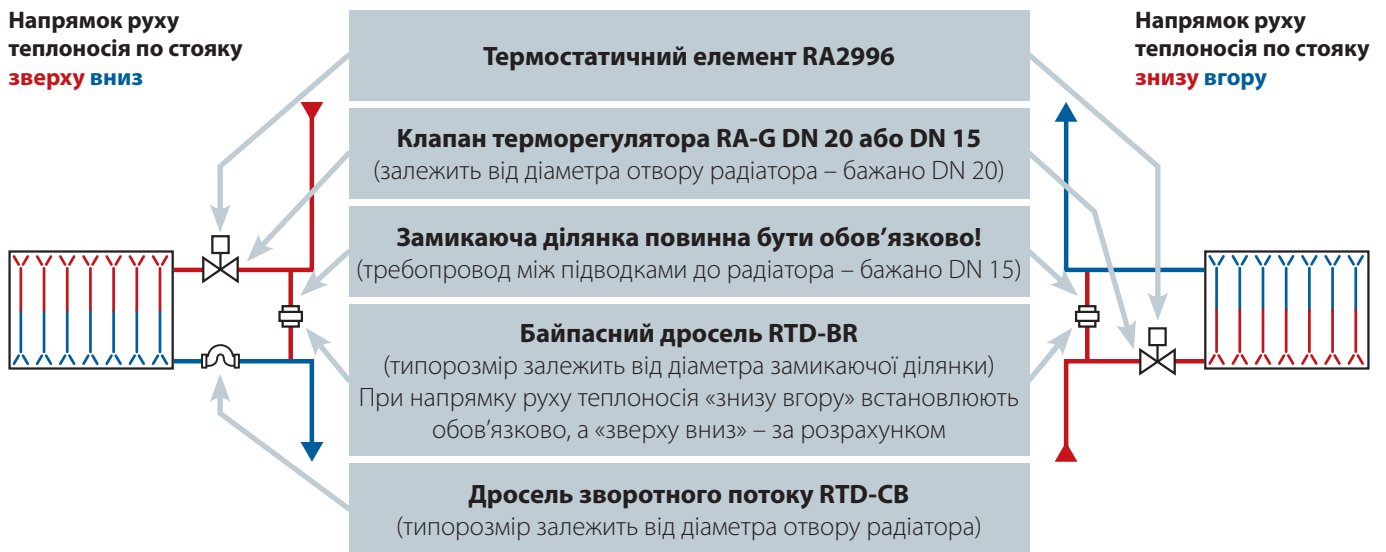 Напрямок руху
теплоносія по стояку
зверху вниз
Термостатичний елемент RA2996
Клапан терморегулятора RA-G DN 20 або DN 15
(залежить від діаметра отвору радіатора – бажано DN 20)
Замикаюча ділянка повинна бути обов’язково!
(требопровод між підводками до радіатора – бажано DN 15)
Байпасний дросель RTD-BR
(типорозмір залежить від діаметра замикаючої ділянки)
При напрямку руху теплоносія «знизу вгору» встановлюють
обов’язково, а «зверху вниз» – за розрахунком
Дросель зворотного потоку RTD-CB
(типорозмір залежить від діаметра отвору радіатора)
Напрямок руху
теплоносія по стояку
знизу вгору